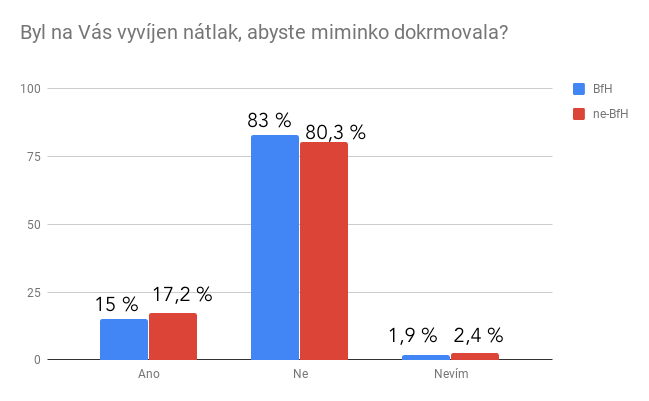 Byl na Vás vyvíjen nátlak, abyste miminko dokrmovala?
100
75
50
25
0
BfH
ne-BfH
83 %
80,3 %
15 %
17,2 %
1,9 %
2,4 %
Ano
Ne
Nevím